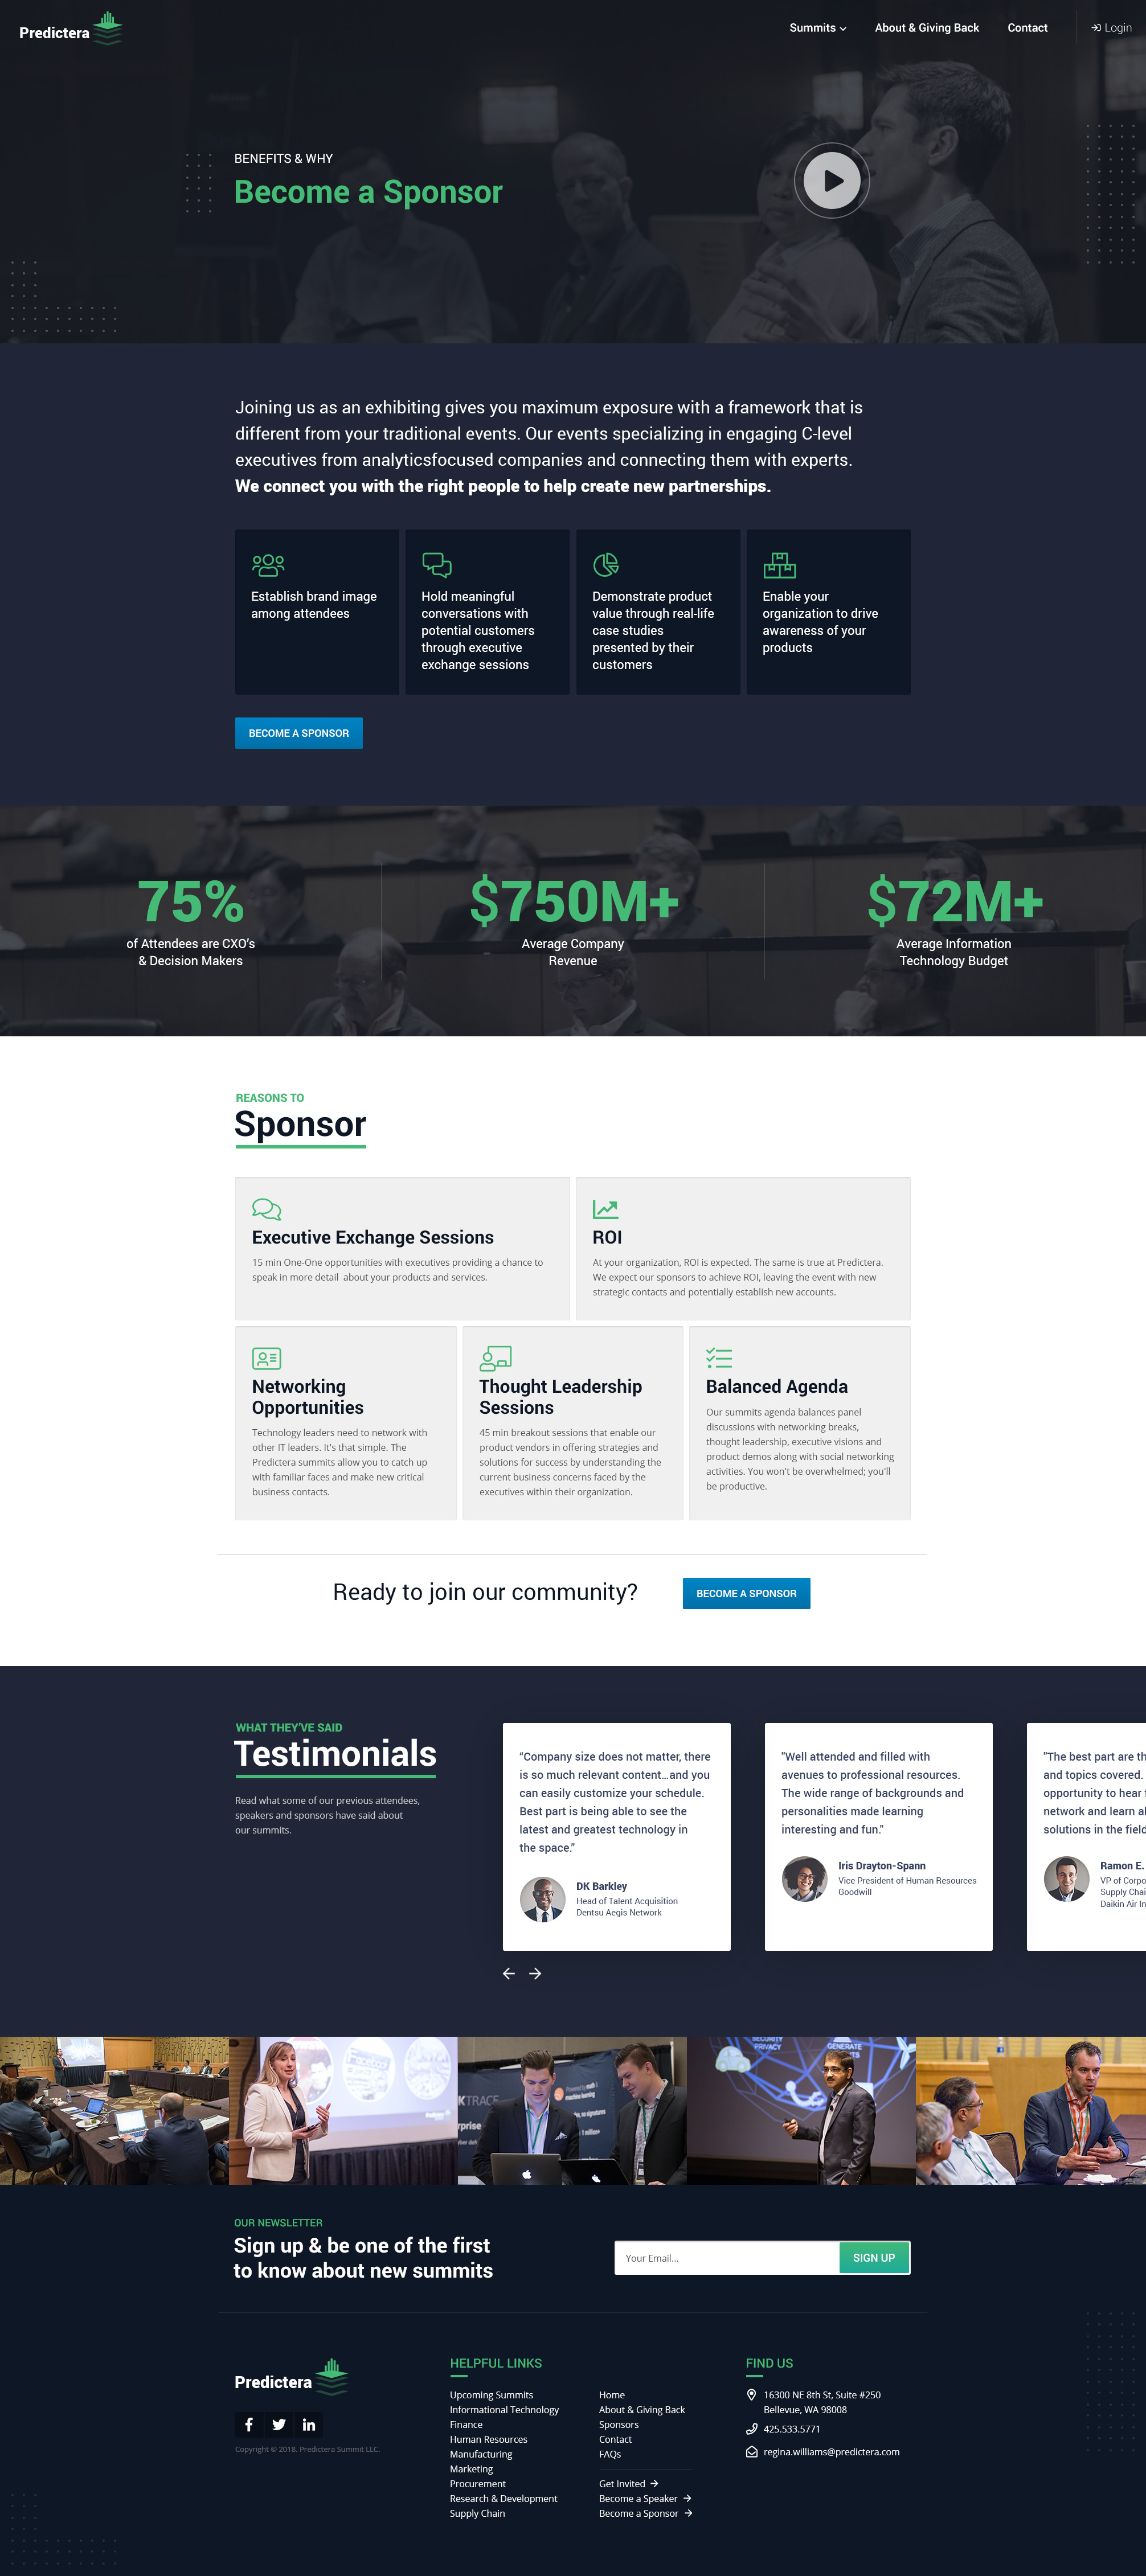 Predictera
Summits
About & Giving Back
Contact
Login
BENEFITS & WHY
Become a Sponsor
Joining us as an exhibiting gives you maximum exposure with a framework that is
different from your traditional events. Our events specializing in engaging C-level
executives from analyticsfocused companies and connecting them with experts.
We connect you with the right people to help create new partnerships.
Establish brand image
among attendees
Hold meaningful
conversations with
potential customers
through executive
exchange sessions
Demonstrate product
value through real-life
case studies
presented by their
customers
Enable your
organization to drive
awareness of your
products
BECOME A SPONSOR
75%
of Attendees are CXO's
& Decision Makers
$750M+
Average Company
Revenue
$72M+
Average Information
Technology Budget
REASONS TO
Sponsor
Executive Exchange Sessions
15 min One-One opportunities with executives providing a chance to
speak in more detail about your products and services.
ROI
At your organization, ROI is expected. The same is true at Predictera.
We expect our sponsors to achieve ROI, leaving the event with new
strategic contacts and potentially establish new accounts.
Networking
Opportunities
Technology leaders need to network with
other IT leaders. It's that simple. The
Predictera summits allow you to catch up
with familiar faces and make new critical
business contacts.
Thought Leadership
Sessions
45 min breakout sessions that enable our
product vendors in offering strategies and
solutions for success by understanding the
current business concerns faced by the
executives within their organization.
Balanced Agenda
Our summits agenda balances panel
discussions with networking breaks,
thought leadership, executive visions and
product demos along with social networking
activities. You won't be overwhelmed; you'll
be productive.
Ready to join our community?
BECOME A SPONSOR
WHAT THEY'VE SAID
Testimonials
Read what some of our previous attendees,
speakers and sponsors have said about
our summits.
"Company size does not matter, there
is so much relevant content...and you
can easily customize your schedule.
Best part is being able to see the
latest and greatest technology in
the space."
DK Barkley
Head of Talent Acquisition
Dentsu Aegis Network
"Well attended and filled with
avenues to professional resources.
The wide range of backgrounds and
personalities made learning
interesting and fun."
Iris Drayton-Spann
Vice President of Human Resources
Goodwill
"The best part are th
and topics covered.
opportunity to hear
network and learn a
solutions in the field
Ramon E.
VP of Corpo
Supply Chai
Daikin Air In
SECURITY
PRIVACY
GENERATE
KTRACE
machine learning
OUR NEWSLETTER
Sign up & be one of the first
to know about new summits
Your Email...
SIGN UP
Predictera
Copyright © 2018. Predictera Summit LLC.
HELPFUL LINKS
Upcoming Summits
Informational Technology
Finance
Human Resources
Manufacturing
Marketing
Procurement
Research & Development
Supply Chain
Home
About & Giving Back
Sponsors
Contact
FAQs
Get Invited
Become a Speaker
Become a Sponsor
FIND US
16300 NE 8th St, Suite #250
Bellevue, WA 98008
425.533.5771
regina.williams@predictera.com